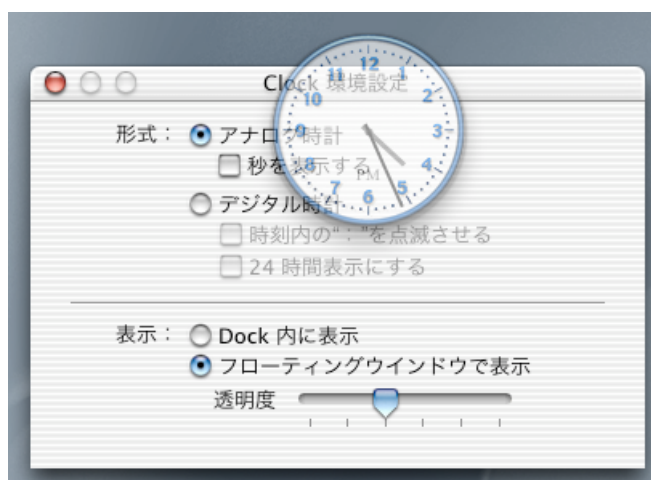 Clock 環境設定
形式：
アナログ時計
秒を表示する
デジタル時計
時刻内の“：”を点滅させる
24 時間表示にする
表示：
Dock 内に表示
フローティングウインドウで表示
透明度
12
1
2
3
4
5
6
7
8
9
10
11
PM